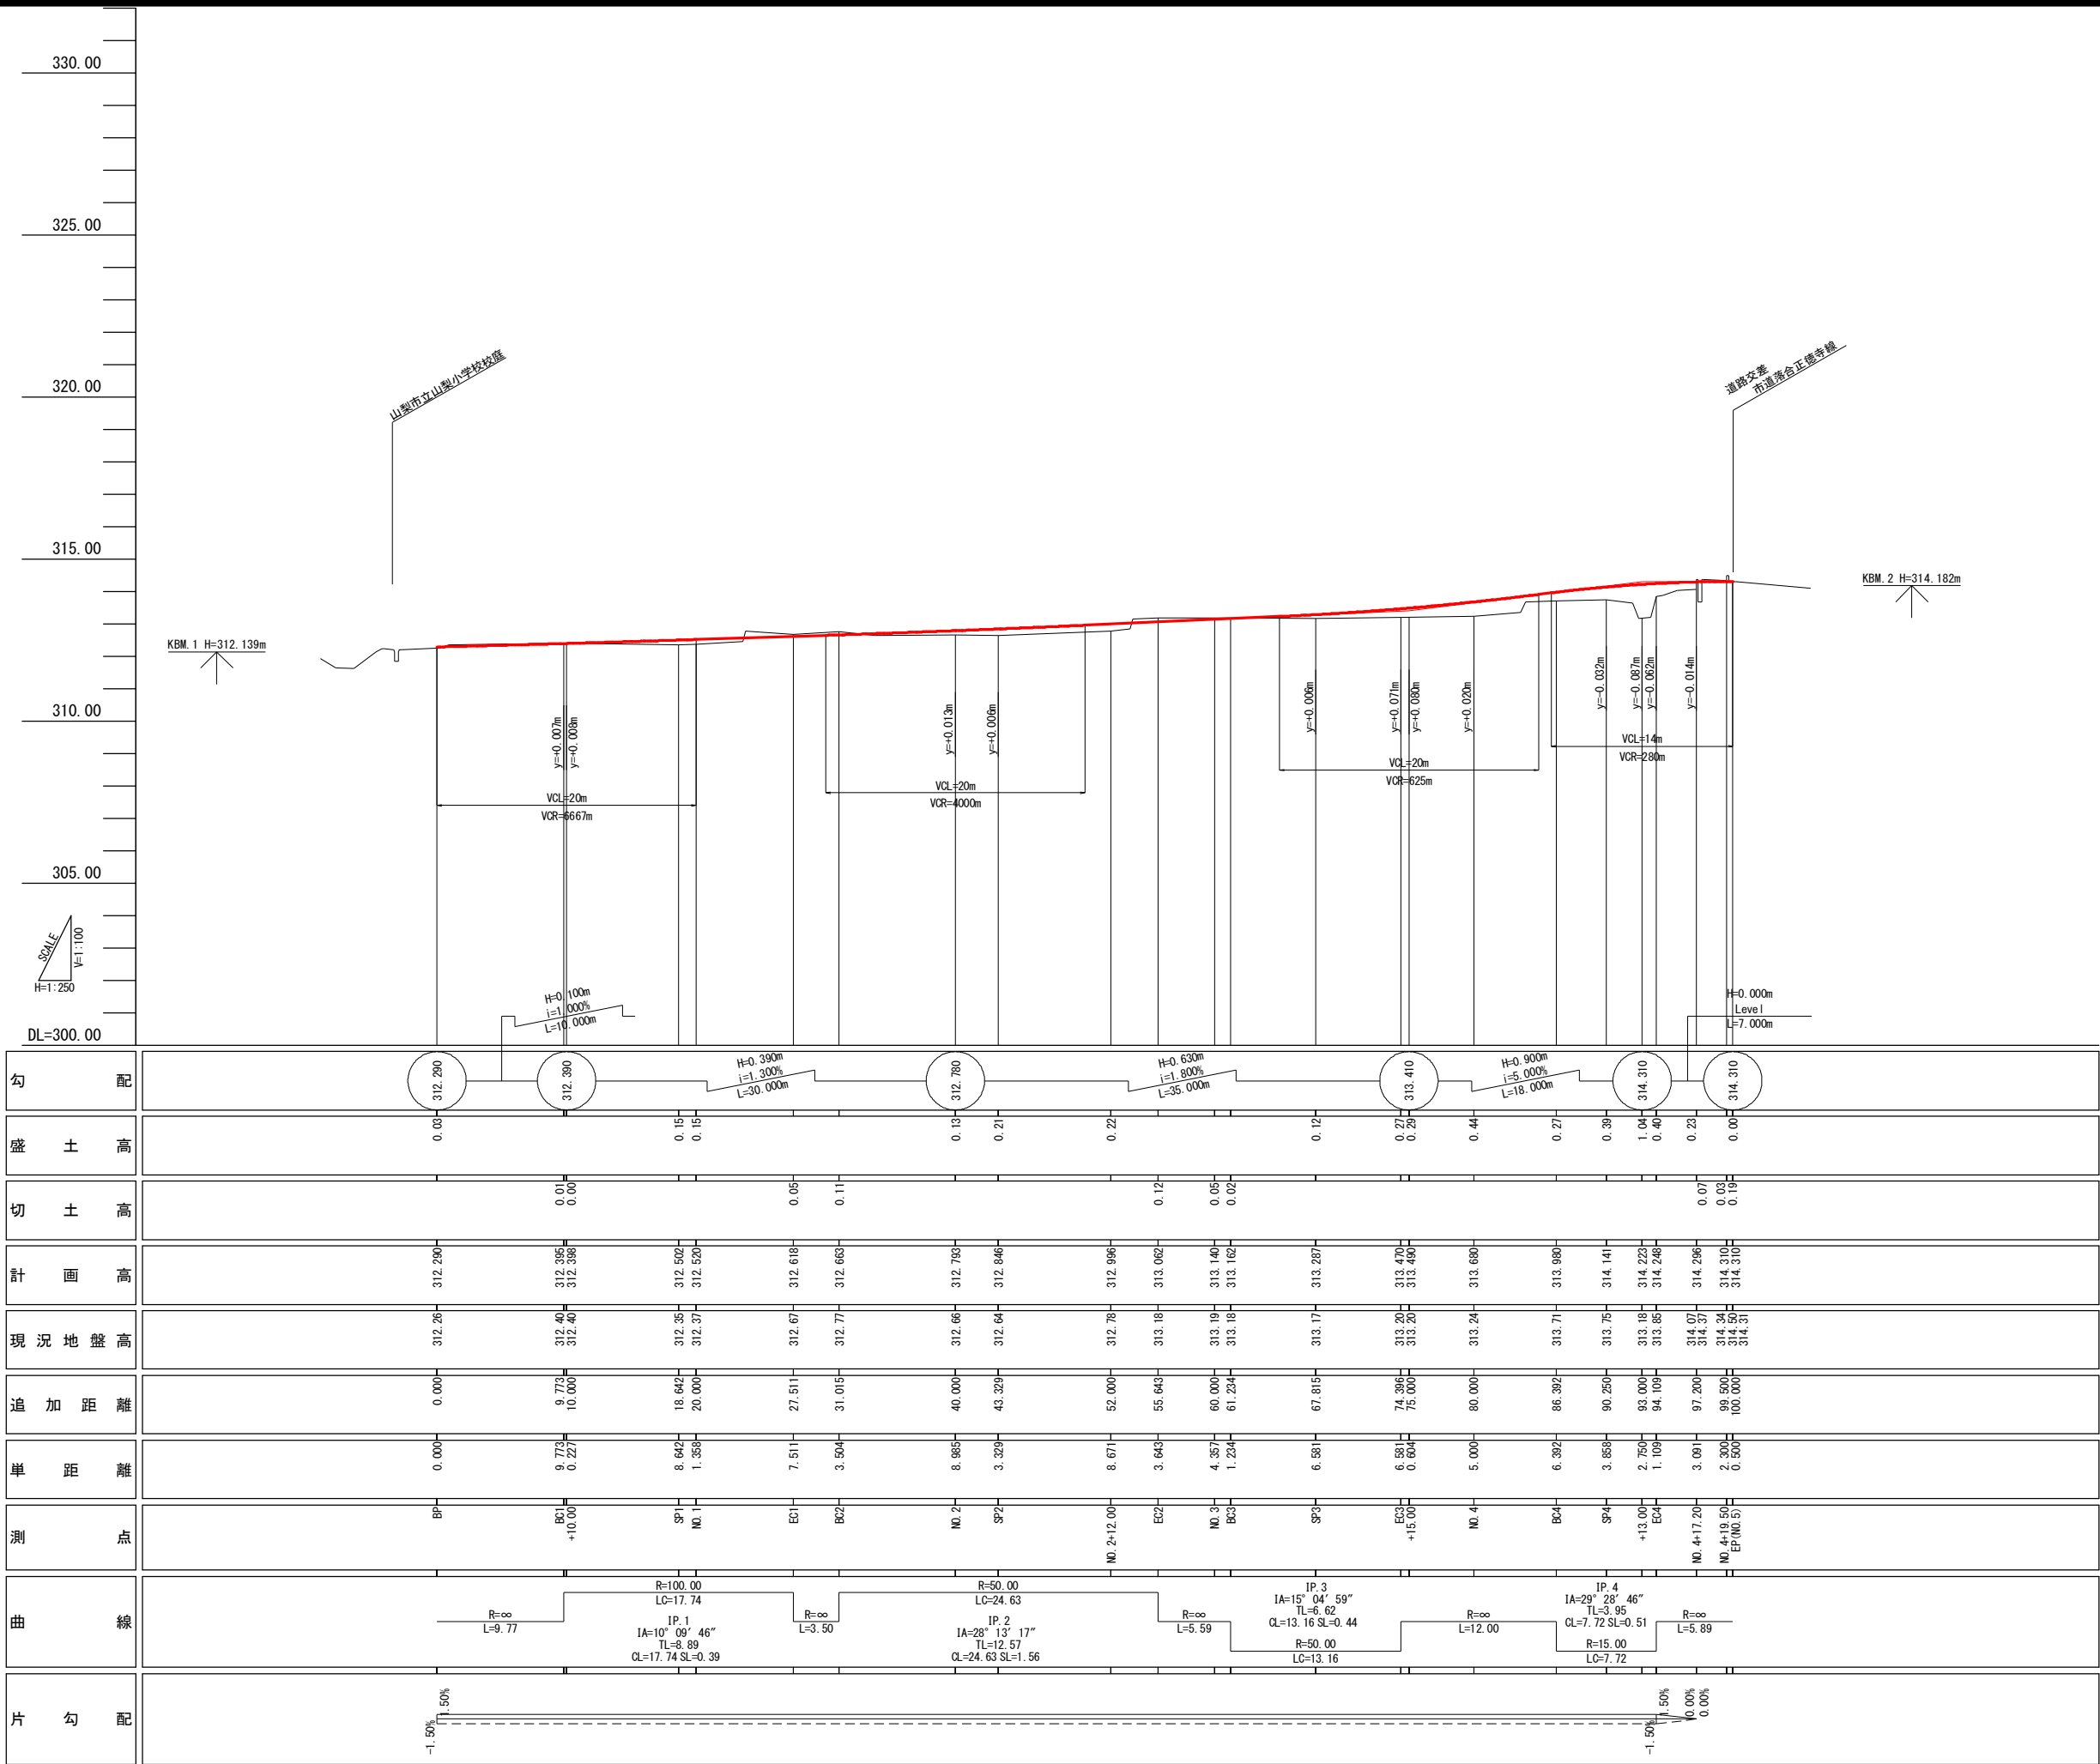 330.00
325.00
320.00
315.00
310.00
305.00
DL=300.00
SCALE
V=1:100
H=1:250
山梨市立山梨小学校校庭
道路交差
市道落合正徳寺線
KBM.1 H=312.139m
KBM.2 H=314.182m
y=+0.007m
y=+0.008m
y=+0.013m
y=+0.006m
y=+0.006m
y=+0.071m
y=+0.080m
y=+0.020m
y=-0.032m
y=-0.087m
y=-0.062m
y=-0.014m
VCL=20m
VCR=6667m
VCL=20m
VCR=4000m
VCL=20m
VCR=625m
VCL=14m
VCR=280m
H=0.100m
i=1.000%
L=10.000m
H=0.000m
Level
L=7.000m
勾配
312.290
312.390
H=0.390m
i=1.300%
L=30.000m
312.780
H=0.630m
i=1.800%
L=35.000m
313.410
H=0.900m
i=5.000%
L=18.000m
314.310
314.310
盛土高
0.03
0.15
0.15
0.13
0.21
0.22
0.12
0.27
0.29
0.44
0.27
0.39
1.04
0.40
0.23
0.00
切土高
0.01
0.00
0.05
0.11
0.12
0.05
0.02
0.07
0.03
0.19
計画高
312.290
312.395
312.398
312.502
312.520
312.618
312.663
312.793
312.846
312.996
313.062
313.140
313.162
313.287
313.470
313.490
313.680
313.980
314.141
314.223
314.248
314.296
314.310
314.310
現況地盤高
312.26
312.40
312.40
312.35
312.37
312.67
312.77
312.66
312.64
312.78
313.18
313.19
313.18
313.17
313.20
313.20
313.24
313.71
313.75
313.18
313.85
314.07
314.37
314.34
314.50
314.31
追加距離
0.000
9.773
10.000
18.642
20.000
27.511
31.015
40.000
43.329
52.000
55.643
60.000
61.234
67.815
74.396
75.000
80.000
86.392
90.250
93.000
94.109
97.200
99.500
100.000
単距離
0.000
9.773
0.227
8.642
1.358
7.511
3.504
8.985
3.329
8.671
3.643
4.357
1.234
6.581
6.581
0.604
5.000
6.392
3.858
2.750
1.109
3.091
2.300
0.500
測点
BP
BC1
+10.00
SP1
NO.1
EC1
BC2
NO.2
SP2
NO.2+12.00
EC2
NO.3
BC3
SP3
EC3
+15.00
NO.4
BC4
SP4
+13.00
EC4
NO.4+17.20
NO.4+19.50
EP(NO.5)
曲線
R=∞
L=9.77
R=100.00
LC=17.74
IP.1
IA=10° 09′ 46″
TL=8.89
CL=17.74 SL=0.39
R=∞
L=3.50
R=50.00
LC=24.63
IP.2
IA=28° 13′ 17″
TL=12.57
CL=24.63 SL=1.56
R=∞
L=5.59
IP.3
IA=15° 04′ 59″
TL=6.62
CL=13.16 SL=0.44
R=50.00
LC=13.16
R=∞
L=12.00
IP.4
IA=29° 28′ 46″
TL=3.95
CL=7.72 SL=0.51
R=15.00
LC=7.72
R=∞
L=5.89
片勾配
1.50%
-1.50%
1.50%
-1.50%
0.00%
0.00%